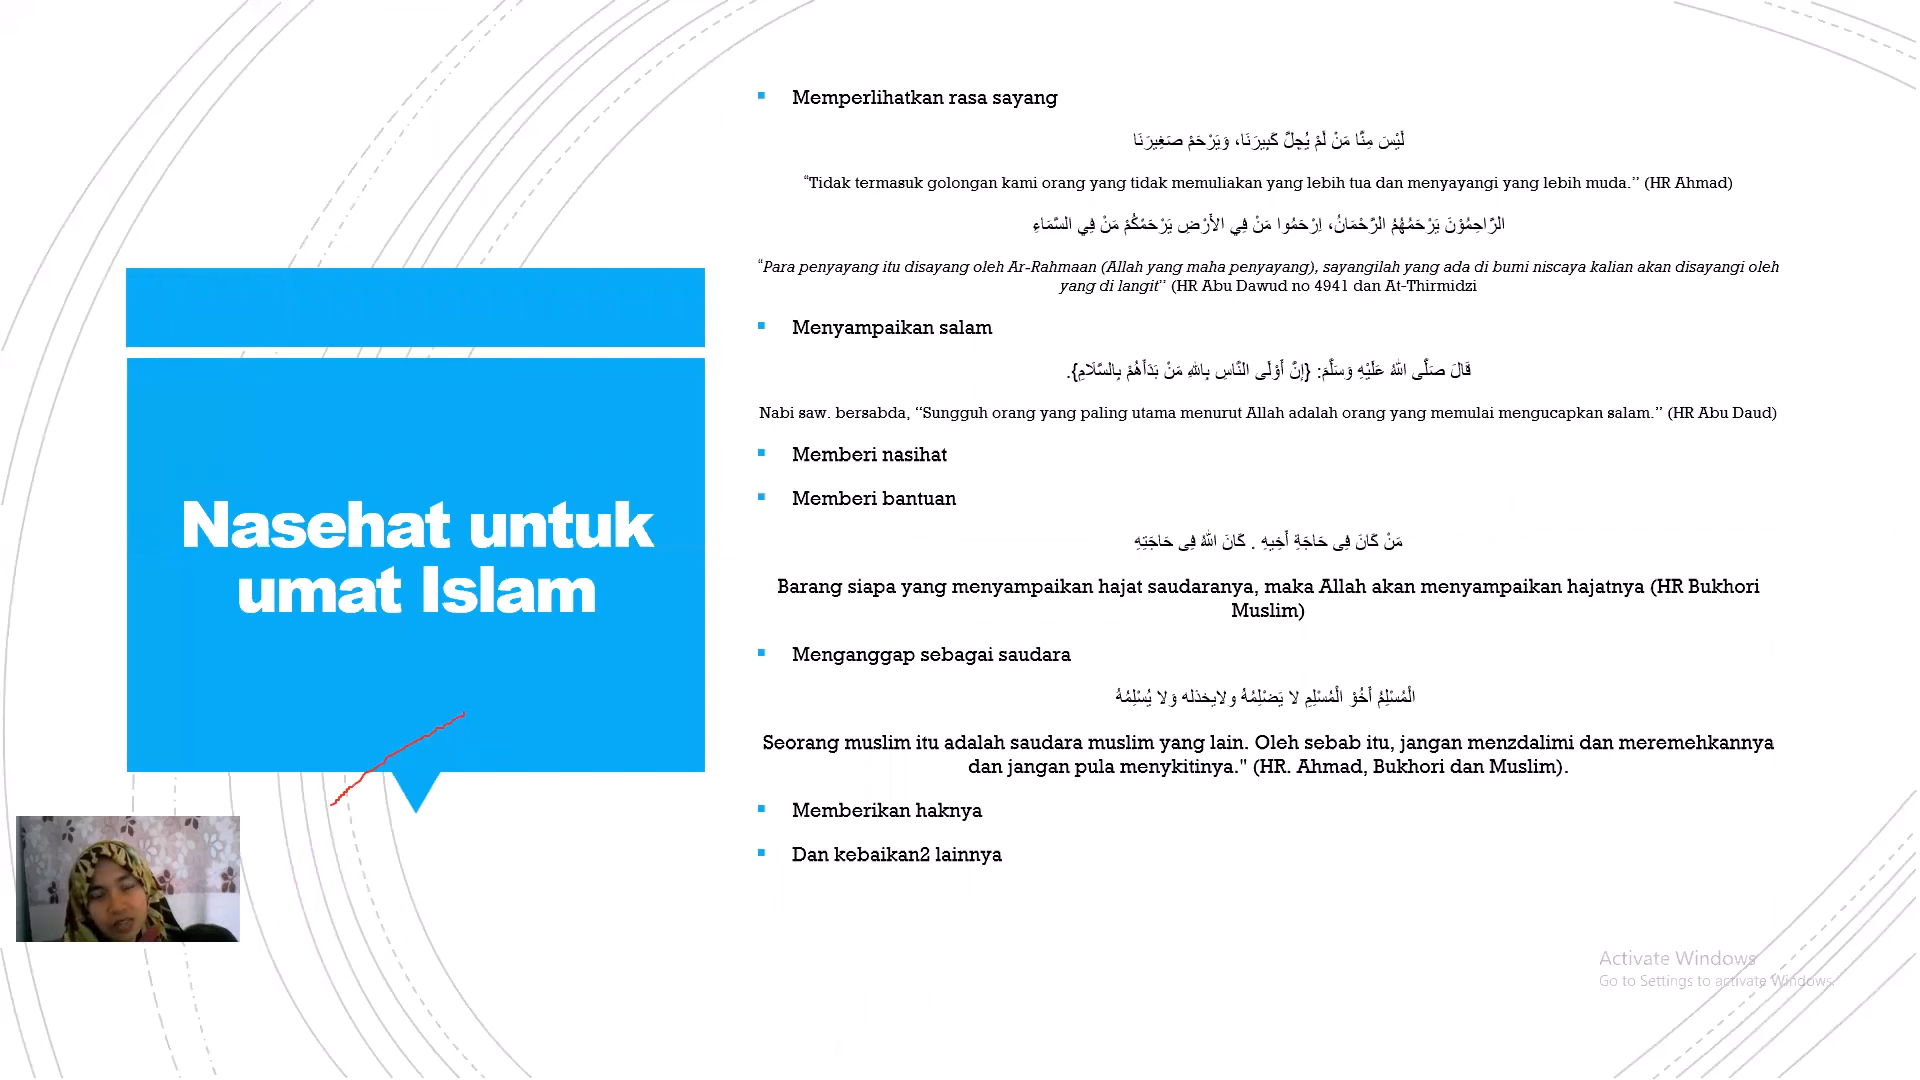 Nasehat untuk
umat Islam
Memperlihatkan rasa sayang
لَيْسَ مِنَّا مَنْ لَمْ يُجِلَّ كَبِيرَنَا، وَيَرْحَمْ صَغِيرَنَا
“Tidak termasuk golongan kami orang yang tidak memuliakan yang lebih tua dan menyayangi yang lebih muda.” (HR Ahmad)
الرَّاحِمُوْنَ يَرْحَمُهُمُ الرَّحْمَانُ، اِرْحَمُوا مَنْ فِي الأَرْضِ يَرْحَمْكُمْ مَنْ فِي السَّمَاءِ
“Para penyayang itu disayang oleh Ar-Rahmaan (Allah yang maha penyayang), sayangilah yang ada di bumi niscaya kalian akan disayangi oleh
yang di langit” (HR Abu Dawud no 4941 dan At-Thirmidzi
Menyampaikan salam
قَالَ صَلَّى اللهُ عَلَيْهِ وَسَلَّمَ: {إِنَّ أَوْلَى النَّاسِ بِاللهِ مَنْ بَدَأَهُمْ بِالسَّلَامِ}.
Nabi saw. bersabda, “Sungguh orang yang paling utama menurut Allah adalah orang yang memulai mengucapkan salam.” (HR Abu Daud)
Memberi nasihat
Memberi bantuan
مَنْ كَانَ فِى حَاجَةِ أَخِيهِ . كَانَ اللهُ فِى حَاجَتِهِ
Barang siapa yang menyampaikan hajat saudaranya, maka Allah akan menyampaikan hajatnya (HR Bukhori
Muslim)
Menganggap sebagai saudara
الْمُسْلِمُ أَخُوْ الْمُسْلِمِ لا يَضْلِمُهُ ولايخذله وَلا يُسْلِمُهُ
Seorang muslim itu adalah saudara muslim yang lain. Oleh sebab itu, jangan menzdalimi dan meremehkannya
dan jangan pula menykitinya." (HR. Ahmad, Bukhori dan Muslim).
Memberikan haknya
Dan kebaikan2 lainnya
Activate Windows
Go to Settings to activate Windows.